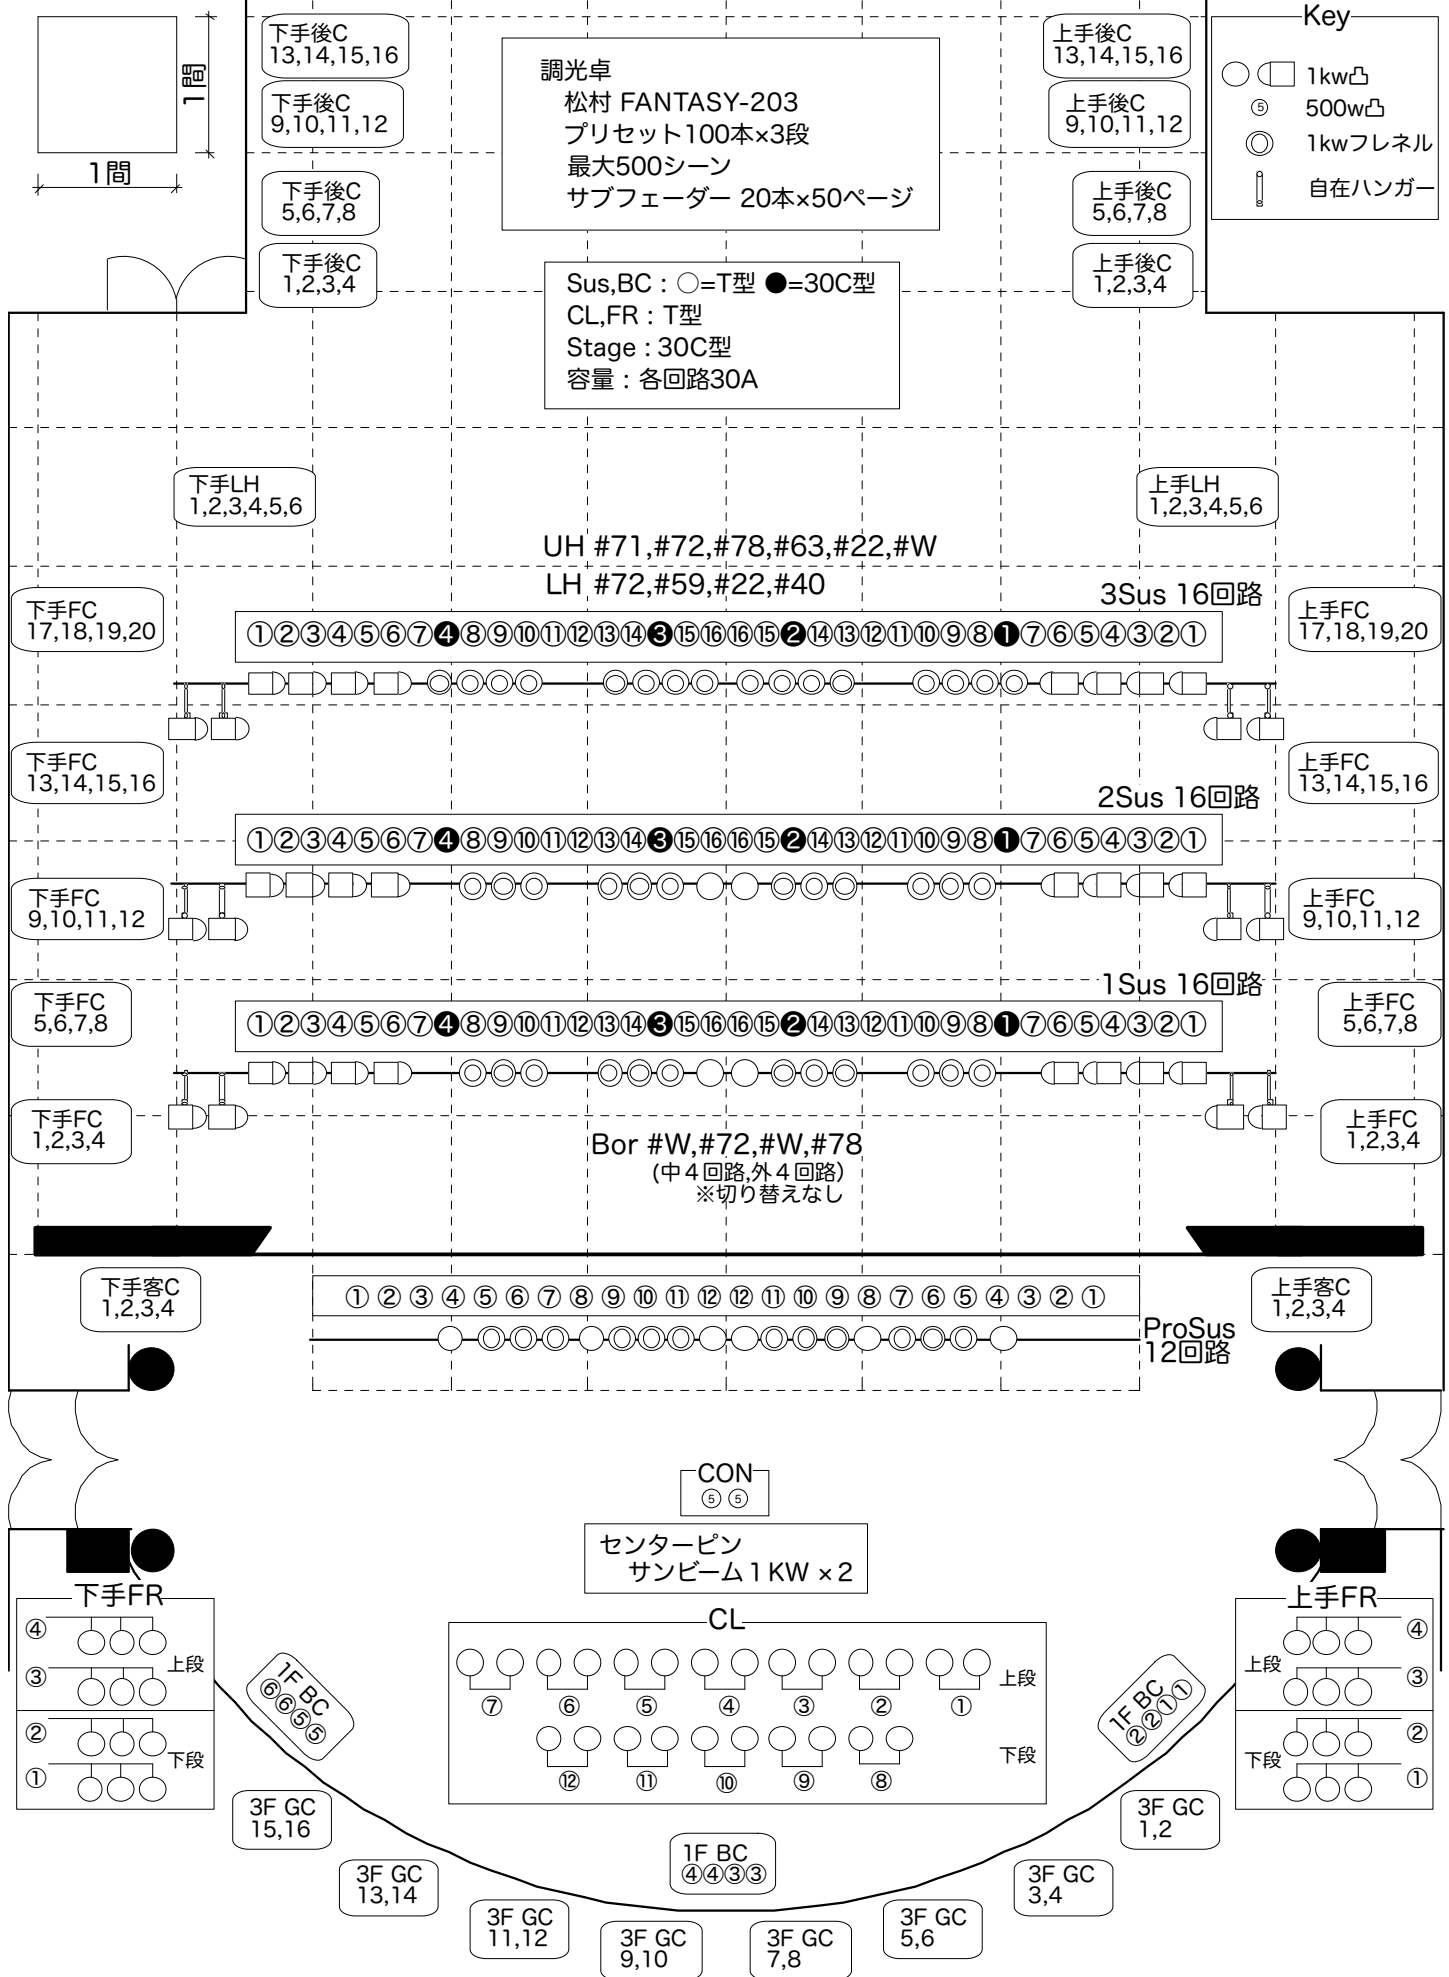 Key
1kw凸
⑤ 500w凸
1kwフレネル
自在ハンガー
1間
1間
下手後C
13,14,15,16
下手後C
9,10,11,12
下手後C
5,6,7,8
下手後C
1,2,3,4
調光卓
松村 FANTASY-203
プリセット100本×3段
最大500シーン
サブフェーダー 20本×50ページ
上手後C
13,14,15,16
上手後C
9,10,11,12
上手後C
5,6,7,8
上手後C
1,2,3,4
Sus,BC : ○=T型 ●=30C型
CL,FR : T型
Stage : 30C型
容量 : 各回路30A
下手LH
1,2,3,4,5,6
上手LH
1,2,3,4,5,6
UH #71,#72,#78,#63,#22,#W
LH #72,#59,#22,#40
3Sus 16回路
下手FC
17,18,19,20
①②③④⑤⑥⑦❹⑧⑨⑩⑪⑫⑬⑭❸⑮⑯⑯⑮❷⑭⑬⑫⑪⑩⑨⑧❶⑦⑥⑤④③②①
上手FC
17,18,19,20
下手FC
13,14,15,16
上手FC
13,14,15,16
2Sus 16回路
①②③④⑤⑥⑦❹⑧⑨⑩⑪⑫⑬⑭❸⑮⑯⑯⑮❷⑭⑬⑫⑪⑩⑨⑧❶⑦⑥⑤④③②①
下手FC
9,10,11,12
上手FC
9,10,11,12
1Sus 16回路
下手FC
5,6,7,8
①②③④⑤⑥⑦❹⑧⑨⑩⑪⑫⑬⑭❸⑮⑯⑯⑮❷⑭⑬⑫⑪⑩⑨⑧❶⑦⑥⑤④③②①
上手FC
5,6,7,8
下手FC
1,2,3,4
上手FC
1,2,3,4
Bor #W,#72,#W,#78
(中４回路,外４回路)
※切り替えなし
下手客C
1,2,3,4
① ② ③ ④ ⑤ ⑥ ⑦ ⑧ ⑨ ⑩ ⑪ ⑫ ⑫ ⑪ ⑩ ⑨ ⑧ ⑦ ⑥ ⑤ ④ ③ ② ①
上手客C
1,2,3,4
ProSus
12回路
CON
⑤ ⑤
センターピン
サンビーム１KW ×2
下手FR
④
上段
③
②
下段
①
CL
上段
⑦ ⑥ ⑤ ④ ③ ② ①
下段
⑫ ⑪ ⑩ ⑨ ⑧
上手FR
④
上段
③
②
下段
①
1F BC
⑥⑥⑤⑤
1F BC
②②①①
1F BC
④④③③
3F GC
15,16
3F GC
13,14
3F GC
11,12
3F GC
9,10
3F GC
7,8
3F GC
5,6
3F GC
3,4
3F GC
1,2